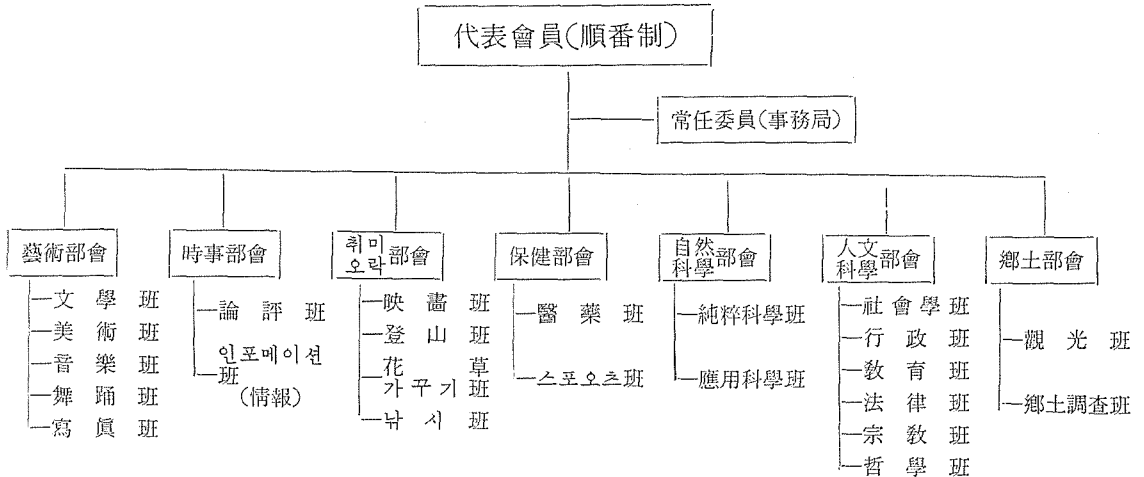 代表會員(順番制)
常任委員(事務局)
藝術部會
文學班
美術班
音樂班
舞踊班
寫眞班
時事部會
論評班
인포메이션
班
(情報)
취미
오락部會
映畵班
登山班
花草
가꾸기班
낚시班
保健部會
醫藥班
스포오츠班
自然
科學部會
純粹科學班
應用科學班
人文
科學部會
社會學班
行政班
敎育班
法律班
宗敎班
哲學班
鄕土部會
觀光班
鄕土調査班